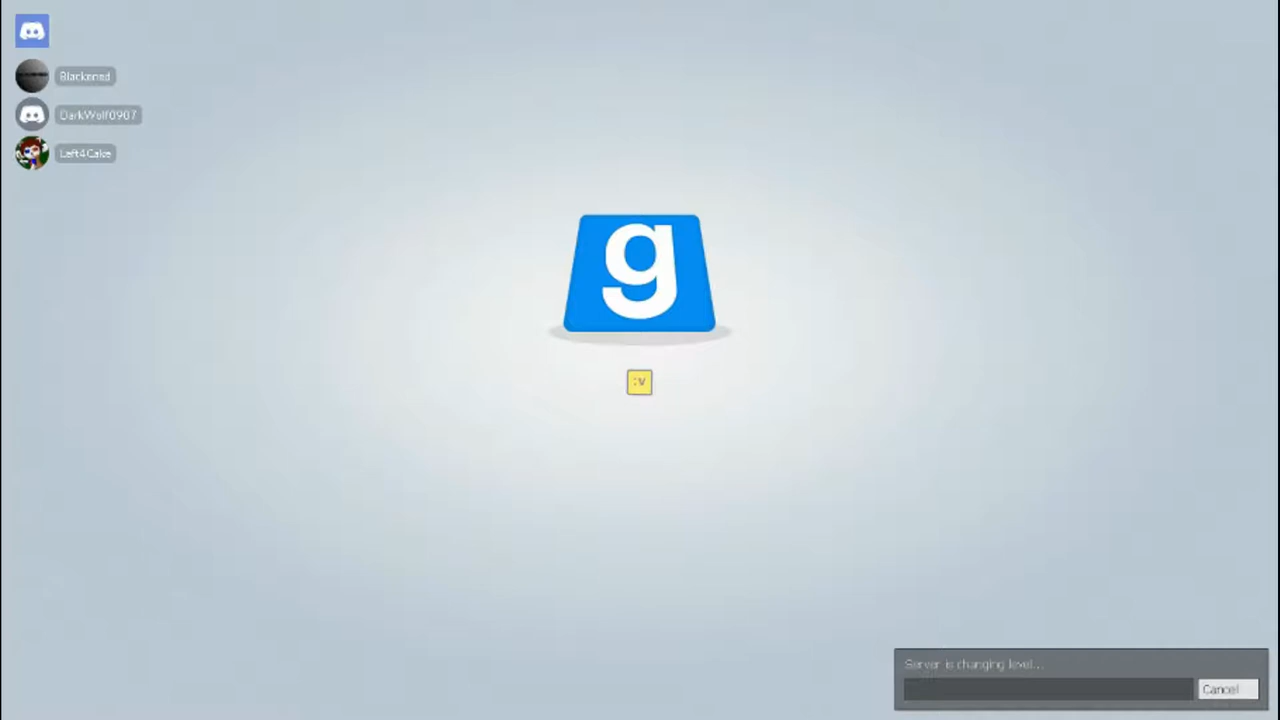 Blackened
DarkWolf0907
Left4Cake
g
:v
Server is changing level...
Cancel